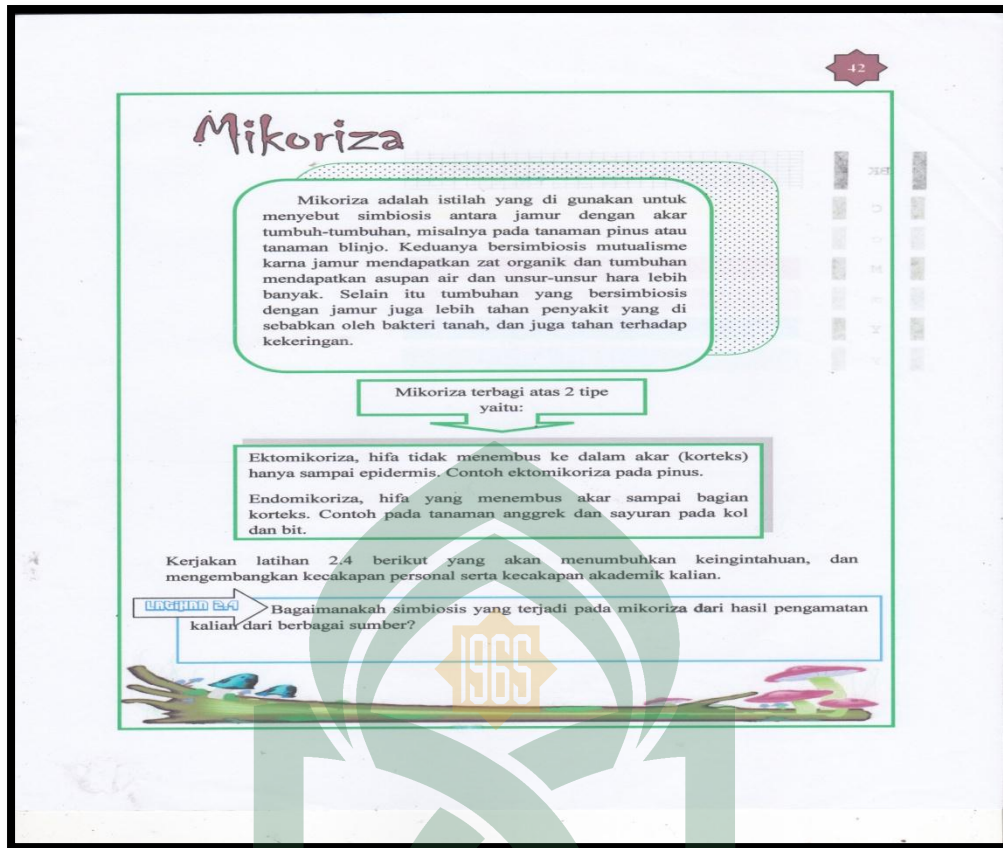 42
Mikoriza
Mikoriza adalah istilah yang di gunakan untuk
menyebut simbiosis antara jamur dengan akar
tumbuh-tumbuhan, misalnya pada tanaman pinus atau
tanaman blinjo. Keduanya bersimbiosis mutualisme
karna jamur mendapatkan zat organik dan tumbuhan
mendapatkan asupan air dan unsur-unsur hara lebih
banyak. Selain itu tumbuhan yang bersimbiosis
dengan jamur juga lebih tahan penyakit yang di
sebabkan oleh bakteri tanah, dan juga tahan terhadap
kekeringan.
Mikoriza terbagi atas 2 tipe
yaitu:
Ektomikoriza, hifa tidak menembus ke dalam akar (korteks)
hanya sampai epidermis. Contoh ektomikoriza pada pinus.
Endomikoriza, hifa yang menembus akar sampai bagian
korteks. Contoh pada tanaman anggrek dan sayuran pada kol
dan bit.
Kerjakan latihan 2.4 berikut yang akan menumbuhkan keingintahuan, dan
mengembangkan kecakapan personal serta kecakapan akademik kalian.
LATIHAN 2.4
Bagaimanakah simbiosis yang terjadi pada mikoriza dari hasil pengamatan
kalian dari berbagai sumber?
1965